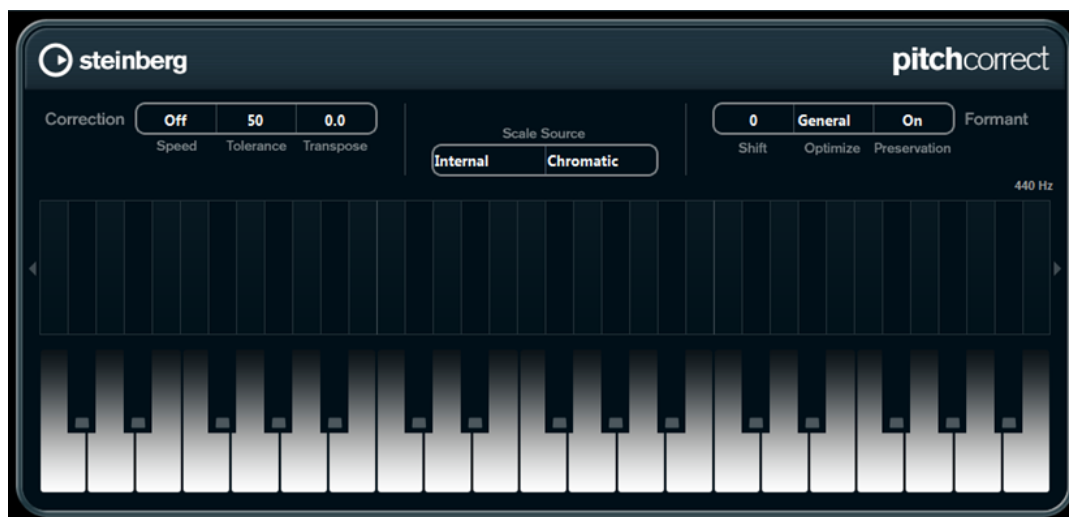 steinberg
pitchcorrect
Correction Off 50 0.0
Speed Tolerance Transpose
Scale Source
Internal Chromatic
0 General On Formant
Shift Optimize Preservation
440 Hz